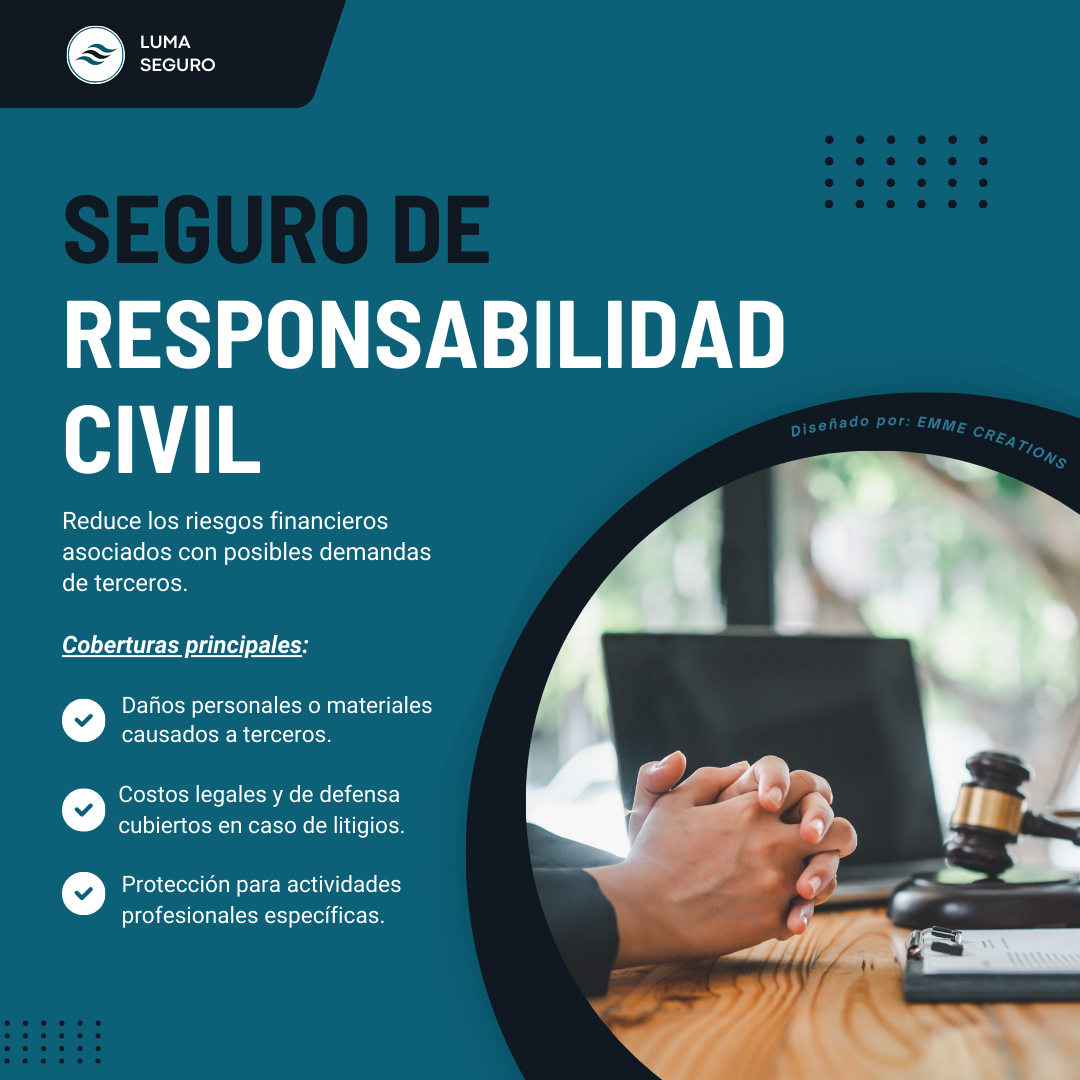 LUMA
SEGURO
SEGURO DE
RESPONSABILIDAD
CIVIL
Diseñado por: EMME CREATIONS
Reduce los riesgos financieros
asociados con posibles demandas
de terceros.
Coberturas principales:
Daños personales o materiales
causados a terceros.
Costos legales y de defensa
cubiertos en caso de litigios.
Protección para actividades
profesionales específicas.